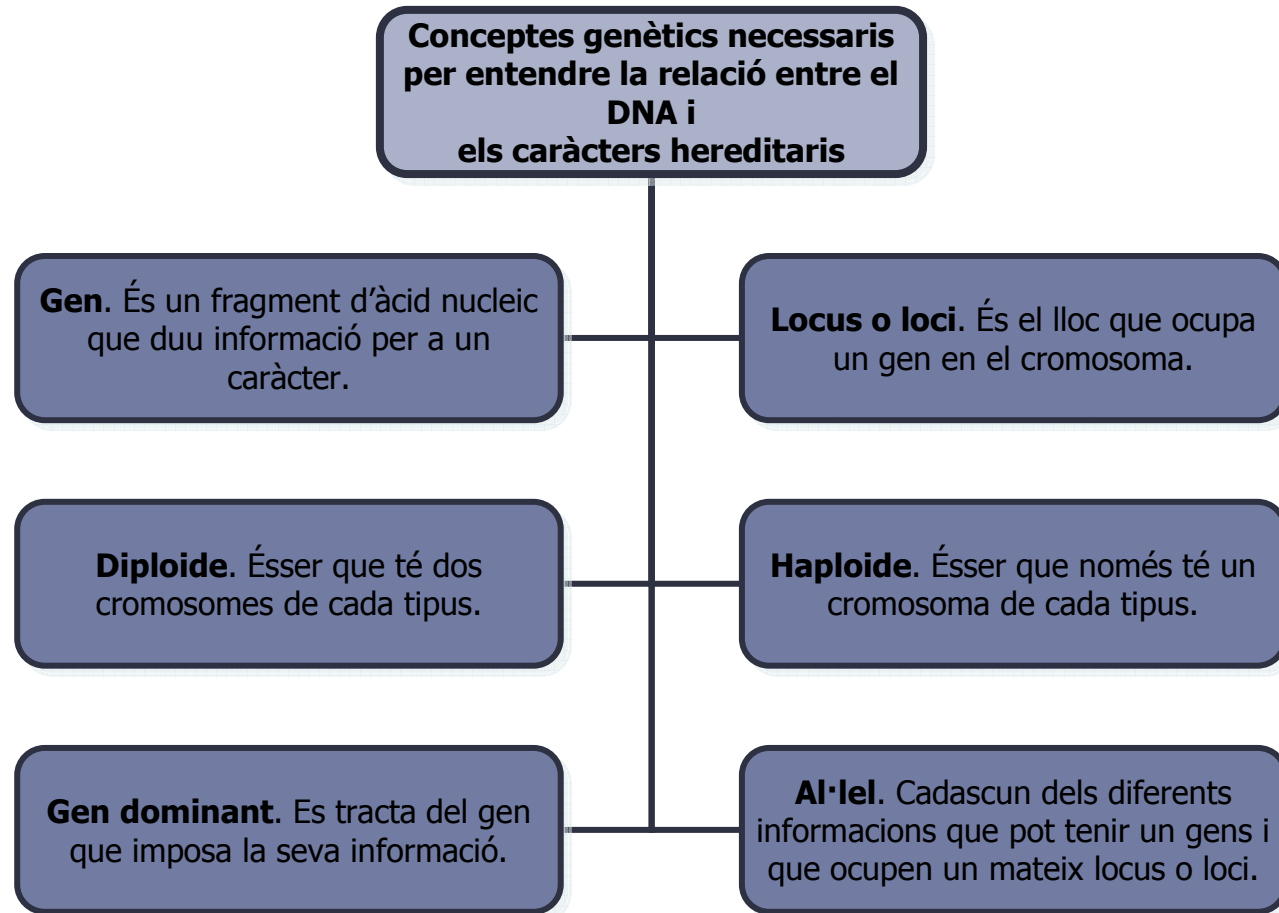 Conceptes genètics necessaris
per entendre la relació entre el
DNA i
els caràcters hereditaris
Gen. És un fragment d’àcid nucleic
que duu informació per a un
caràcter.
Locus o loci. És el lloc que ocupa
un gen en el cromosoma.
Diploide. Ésser que té dos
cromosomes de cada tipus.
Haploide. Ésser que només té un
cromosoma de cada tipus.
Gen dominant. Es tracta del gen
que imposa la seva informació.
Al·lel. Cadascun dels diferents
informacions que pot tenir un gens i
que ocupen un mateix locus o loci.